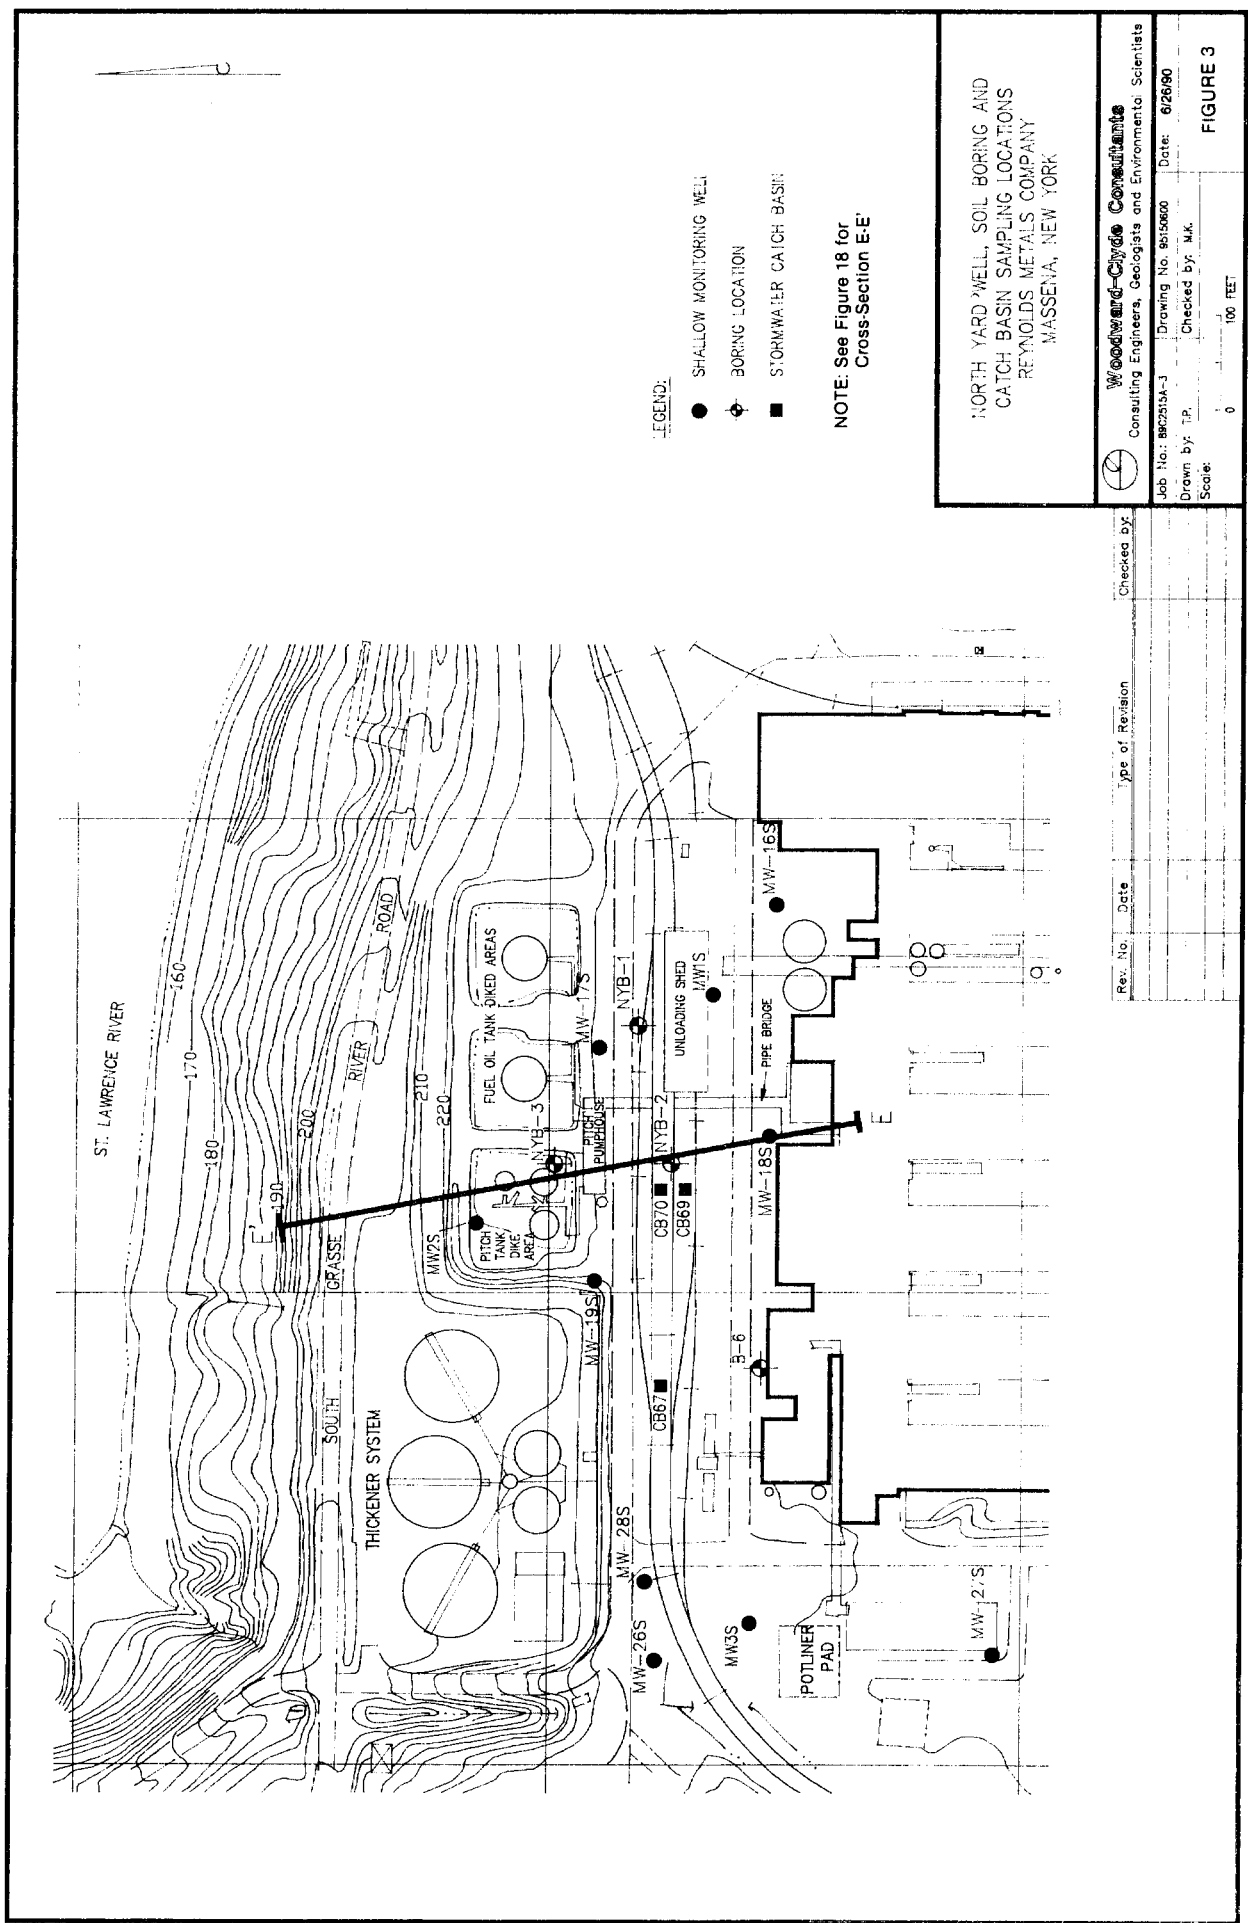 ST. LAWRENCE RIVER
160
170
180
190
200
210
220
E'
SOUTH
GRASSE
RIVER
ROAD
THICKENER SYSTEM
MW2S
PITCH
TANK
DIKE
AREA
FUEL OIL TANK DIKED AREAS
NYB-3
PITCH
PUMPHOUSE
MW-17S
NYB-1
MW-19S
MW-28S
MW-26S
CB67
CB70
CB69
NYB-2
UNLOADING SHED
MW1S
PIPE BRIDGE
MW-16S
MW-18S
B-6
E
MW3S
POTLINER
PAD
MW-27S
LEGEND:
SHALLOW MONITORING WELL
BORING LOCATION
STORMWATER CATCH BASIN
NOTE: See Figure 18 for
Cross-Section E-E'
NORTH YARD WELL, SOIL BORING AND
CATCH BASIN SAMPLING LOCATIONS
REYNOLDS METALS COMPANY
MASSENA, NEW YORK
Woodward-Clyde Consultants
Consulting Engineers, Geologists and Environmental Scientists
Job No.: 89C2515A-3 Drawing No. 95150600 Date: 6/26/90
Drawn by: T.P. Checked by: M.K.
Scale:
0 100 FEET
FIGURE 3
Rev. No. Date Type of Revision Checked by: